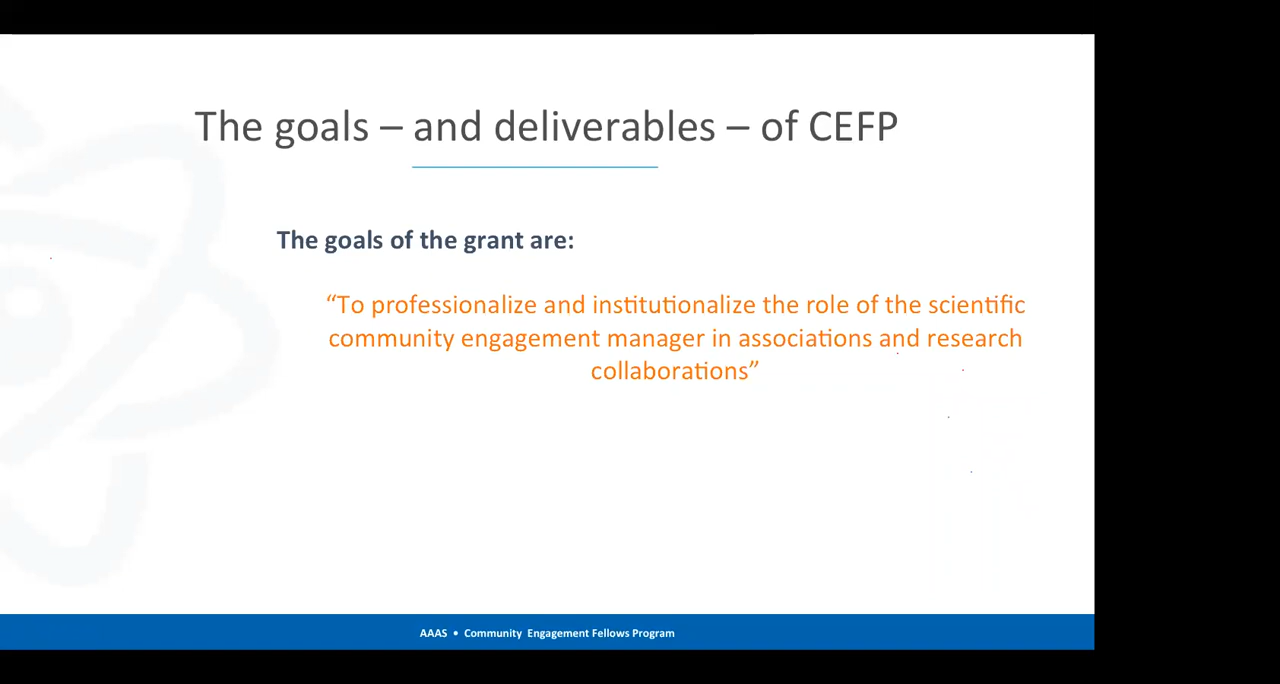 The goals – and deliverables – of CEFP
The goals of the grant are:
“To professionalize and institutionalize the role of the scientific
community engagement manager in associations and research
collaborations”
AAAS • Community Engagement Fellows Program